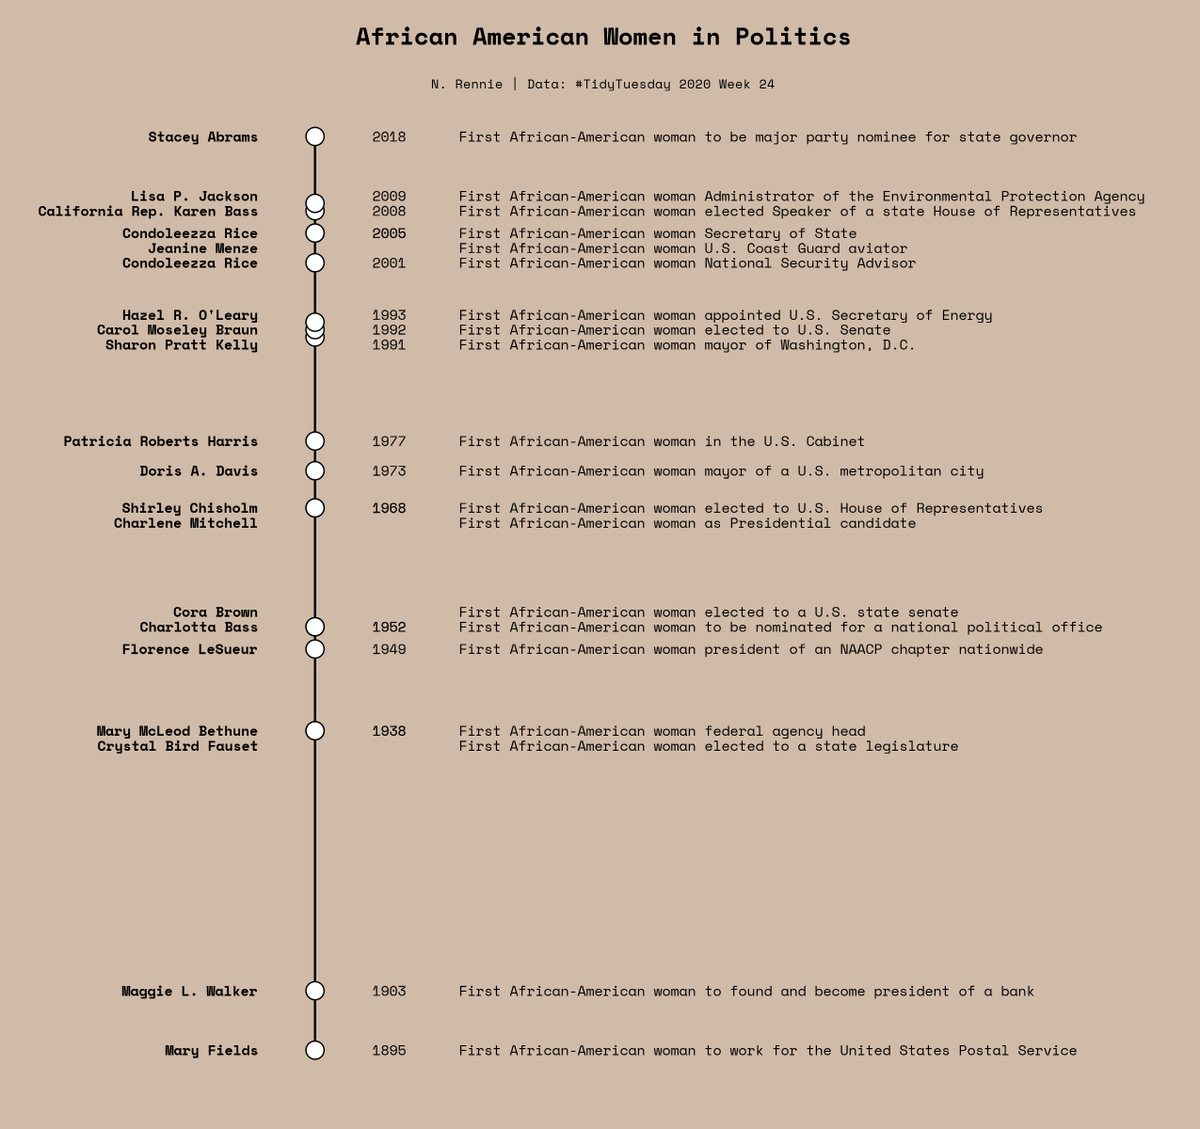 African American Women in Politics
N. Rennie | Data: #TidyTuesday 2020 Week 24
Stacey Abrams 2018 First African-American woman to be major party nominee for state governor
Lisa P. Jackson 2009 First African-American woman Administrator of the Environmental Protection Agency
California Rep. Karen Bass 2008 First African-American woman elected Speaker of a state House of Representatives
Condoleezza Rice 2005 First African-American woman Secretary of State
Jeanine Menze First African-American woman U.S. Coast Guard aviator
Condoleezza Rice 2001 First African-American woman National Security Advisor
Hazel R. O'Leary 1993 First African-American woman appointed U.S. Secretary of Energy
Carol Moseley Braun 1992 First African-American woman elected to U.S. Senate
Sharon Pratt Kelly 1991 First African-American woman mayor of Washington, D.C.
Patricia Roberts Harris 1977 First African-American woman in the U.S. Cabinet
Doris A. Davis 1973 First African-American woman mayor of a U.S. metropolitan city
Shirley Chisholm 1968 First African-American woman elected to U.S. House of Representatives
Charlene Mitchell First African-American woman as Presidential candidate
Cora Brown First African-American woman elected to a U.S. state senate
Charlotta Bass 1952 First African-American woman to be nominated for a national political office
Florence LeSueur 1949 First African-American woman president of an NAACP chapter nationwide
Mary McLeod Bethune 1938 First African-American woman federal agency head
Crystal Bird Fauset First African-American woman elected to a state legislature
Maggie L. Walker 1903 First African-American woman to found and become president of a bank
Mary Fields 1895 First African-American woman to work for the United States Postal Service